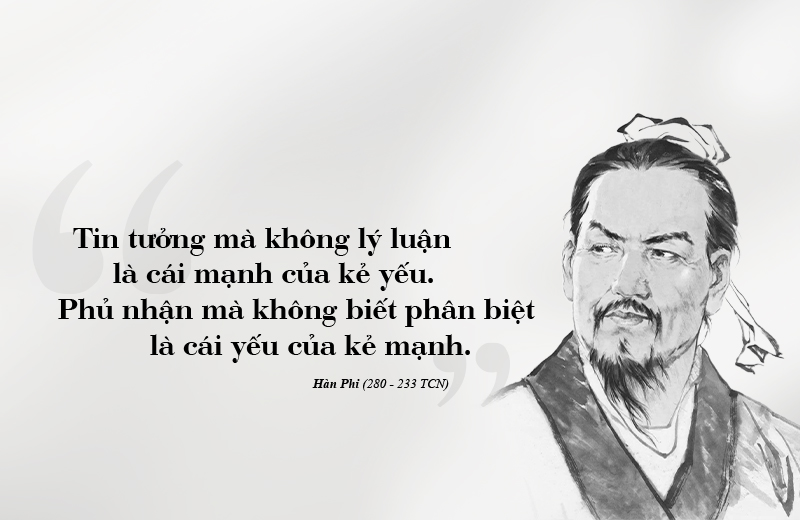 Tin tưởng mà không lý luận
là cái mạnh của kẻ yếu.
Phủ nhận mà không biết phân biệt
là cái yếu của kẻ mạnh.
Hàn Phi (280 - 233 TCN)